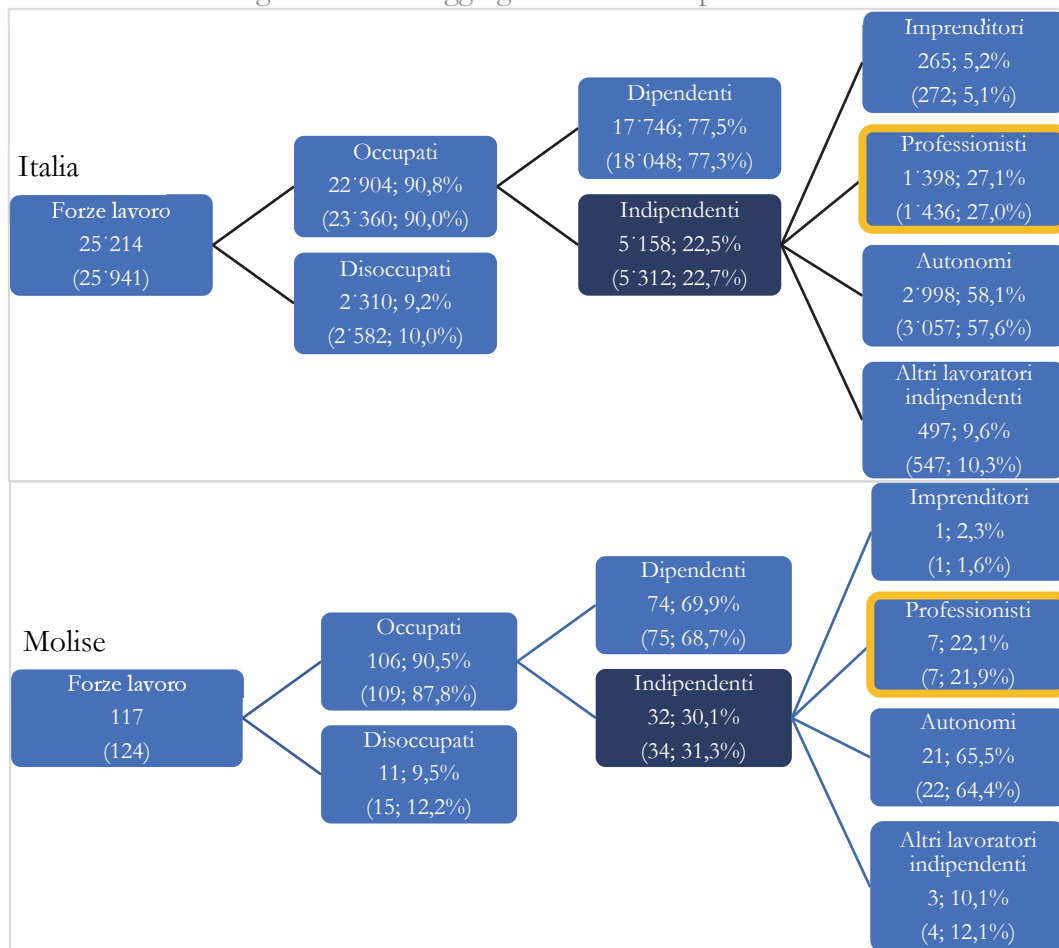 Italia
Forze lavoro
25˙214
(25˙941)
Occupati
22˙904; 90,8%
(23˙360; 90,0%)
Disoccupati
2˙310; 9,2%
(2˙582; 10,0%)
Dipendenti
17˙746; 77,5%
(18˙048; 77,3%)
Indipendenti
5˙158; 22,5%
(5˙312; 22,7%)
Imprenditori
265; 5,2%
(272; 5,1%)
Professionisti
1˙398; 27,1%
(1˙436; 27,0%)
Autonomi
2˙998; 58,1%
(3˙057; 57,6%)
Altri lavoratori
indipendenti
497; 9,6%
(547; 10,3%)
Molise
Forze lavoro
117
(124)
Occupati
106; 90,5%
(109; 87,8%)
Disoccupati
11; 9,5%
(15; 12,2%)
Dipendenti
74; 69,9%
(75; 68,7%)
Indipendenti
32; 30,1%
(34; 31,3%)
Imprenditori
1; 2,3%
(1; 1,6%)
Professionisti
7; 22,1%
(7; 21,9%)
Autonomi
21; 65,5%
(22; 64,4%)
Altri lavoratori
indipendenti
3; 10,1%
(4; 12,1%)